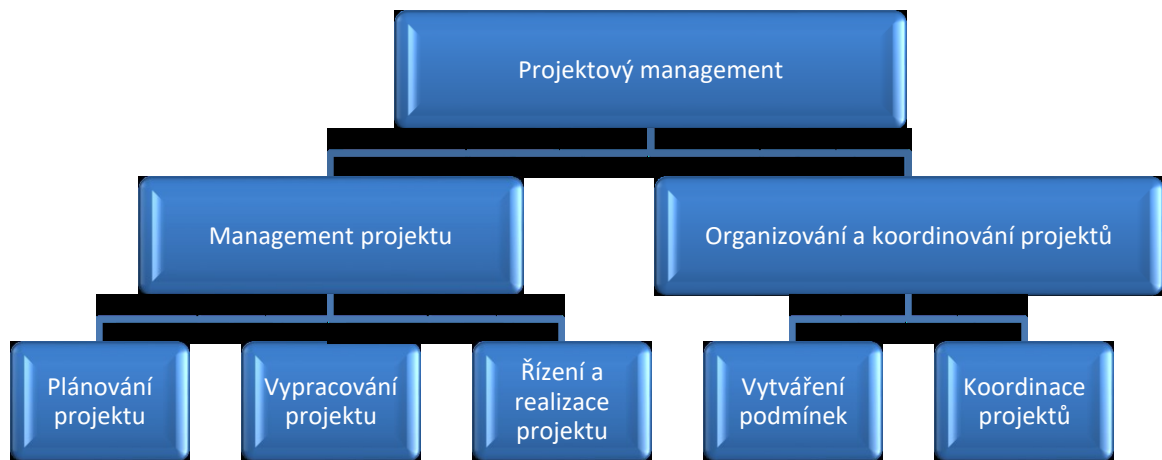 Projektový management
Management projektu
Organizování a koordinování projektů
Plánování
projektu
Vypracování
projektu
Řízení a
realizace
projektu
Vytváření
podmínek
Koordinace
projektů